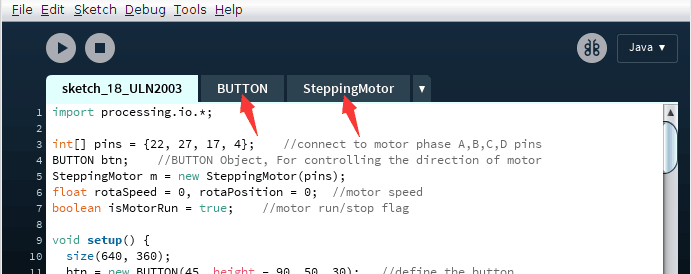 File Edit Sketch Debug Tools Help
Java
sketch_18_ULN2003 BUTTON SteppingMotor
1 import processing.io.*;
2
3 int[] pins = {22, 27, 17, 4}; //connect to motor phase A,B,C,D pins
4 BUTTON btn; //BUTTON Object, For controlling the direction of motor
5 SteppingMotor m = new SteppingMotor(pins);
6 float rotaSpeed = 0, rotaPosition = 0; //motor speed
7 boolean isMotorRun = true; //motor run/stop flag
8
9 void setup() {
10 size(640, 360);
11 btn = new BUTTON(45, height - 90, 50, 30); //define the button